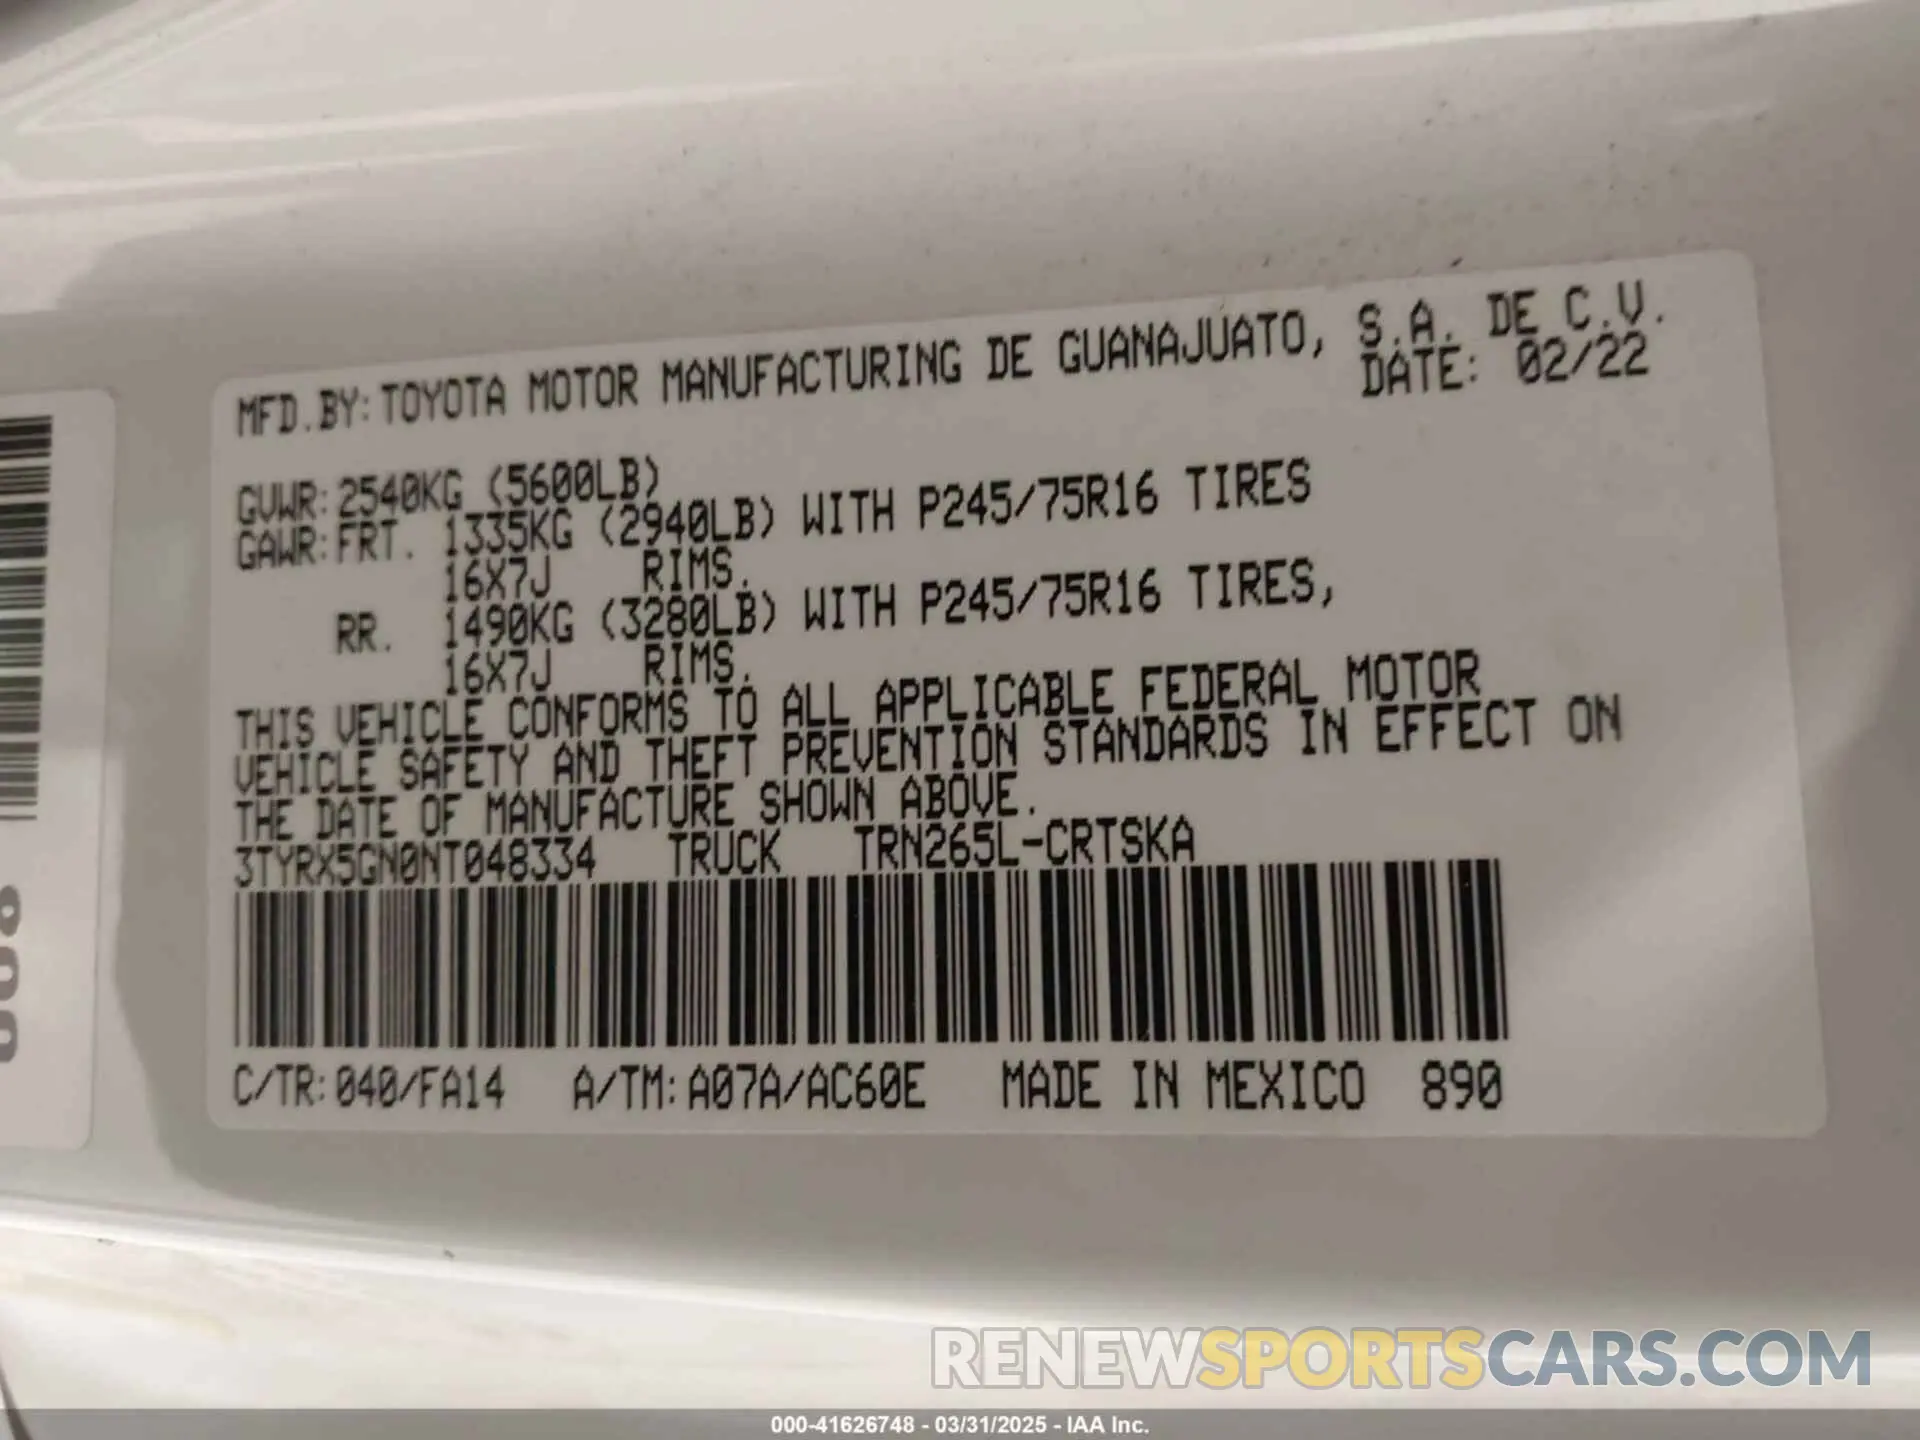 MFD.BY:TOYOTA MOTOR MANUFACTURING DE GUANAJUATO, S.A. DE C.V.
DATE: 02/22
GVWR:2540KG (5600LB)
GAWR:FRT. 1335KG (2940LB) WITH P245/75R16 TIRES
16X7J RIMS.
RR. 1490KG (3280LB) WITH P245/75R16 TIRES,
16X7J RIMS.
THIS VEHICLE CONFORMS TO ALL APPLICABLE FEDERAL MOTOR
VEHICLE SAFETY AND THEFT PREVENTION STANDARDS IN EFFECT ON
THE DATE OF MANUFACTURE SHOWN ABOVE.
3TYRX5GN0NT048334 TRUCK TRN265L-CRTSKA
C/TR:040/FA14 A/TM:A07A/AC60E MADE IN MEXICO 890
RENEWSPORTSCARS.COM
000-41626748 - 03/31/2025 - IAA Inc.